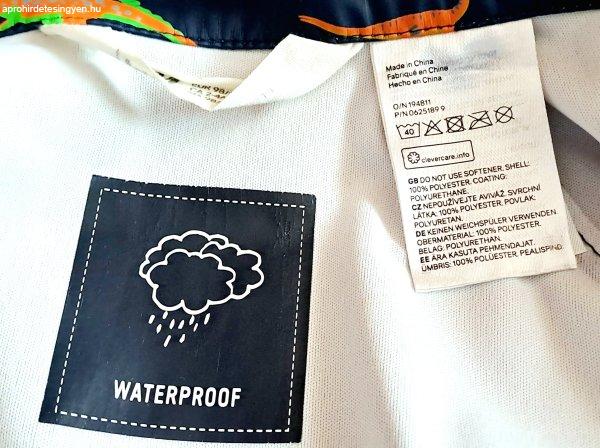 aprohirdetesingyen.hu
Made in China
Fabriqué en Chine
Hecho en China
O/N 194811
P/N 0625189 9
40
clevercare.info
GB DO NOT USE SOFTENER. SHELL:
100% POLYESTER. COATING:
POLYURETHANE.
CZ NEPOUŽÍVEJTE AVIVÁŽ. SVRCHNÍ
LÁTKA: 100% POLYESTER. POVLAK:
POLYURETAN.
DE KEINEN WEICHSPÜLER VERWENDEN.
OBERMATERIAL: 100% POLYESTER.
BELAG: POLYURETHAN.
EE ÄRA KASUTA PEHMENDAJAT.
ÜMBRIS: 100% POLÜESTER. PEALISPIND:
EUR 98/
WATERPROOF